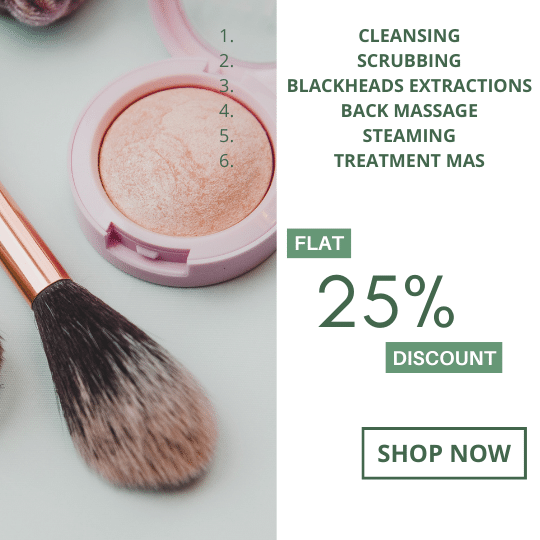 1. CLEANSING
2. SCRUBBING
3. BLACKHEADS EXTRACTIONS
4. BACK MASSAGE
5. STEAMING
6. TREATMENT MAS
FLAT
25%
DISCOUNT
SHOP NOW